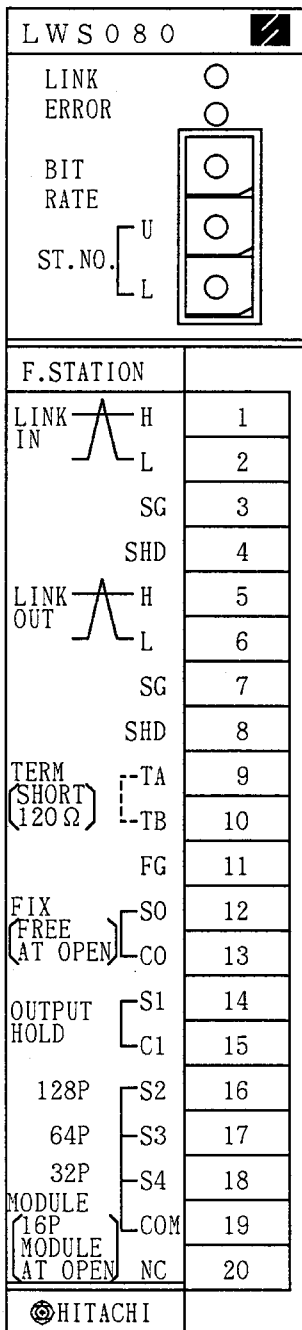 LWS080
LINK
ERROR
BIT
RATE
U
ST.NO.
L
F.STATION
LINK IN H 1
L 2
SG 3
SHD 4
LINK OUT H 5
L 6
SG 7
SHD 8
TERM
(SHORT 120Ω) TA 9
TB 10
FG 11
FIX
(FREE AT OPEN) S0 12
C0 13
OUTPUT HOLD S1 14
C1 15
128P S2 16
64P S3 17
32P S4 18
MODULE
[16P MODULE AT OPEN] COM 19
NC 20
HITACHI